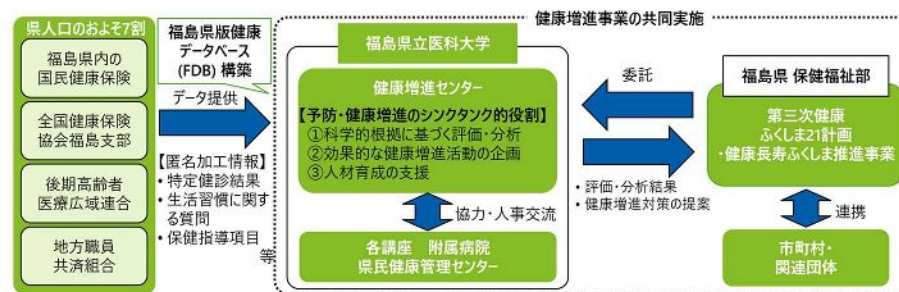 県人口のおよそ7割
福島県内の
国民健康保険
全国健康保険
協会福島支部
後期高齢者
医療広域連合
地方職員
共済組合
福島県版健康
データベース
(FDB) 構築
データ提供
【匿名加工情報】
• 特定健診結果
• 生活習慣に関す
る質問
• 保健指導項目
等
健康増進事業の共同実施
福島県立医科大学
健康増進センター
【予防・健康増進のシンクタンク的役割】
①科学的根拠に基づく評価・分析
②効果的な健康増進活動の企画
③人材育成の支援
協力・人事交流
各講座 附属病院
県民健康管理センター
委託
• 評価・分析結果
• 健康増進対策の提案
福島県 保健福祉部
第三次健康
ふくしま21計画
・健康長寿ふくしま推進事業
連携
市町村・
関連団体